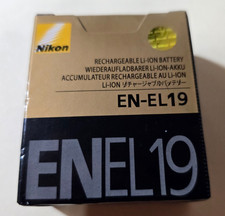 Nikon
RECHARGEABLE LI-ION BATTERY
WIEDERAUFLADBARER LI-ION-AKKU
ACCUMULATEUR RECHARGEABLE AU LI-ION
LI-ION リチャージャブルバッテリー
EN-EL19
ENEL19